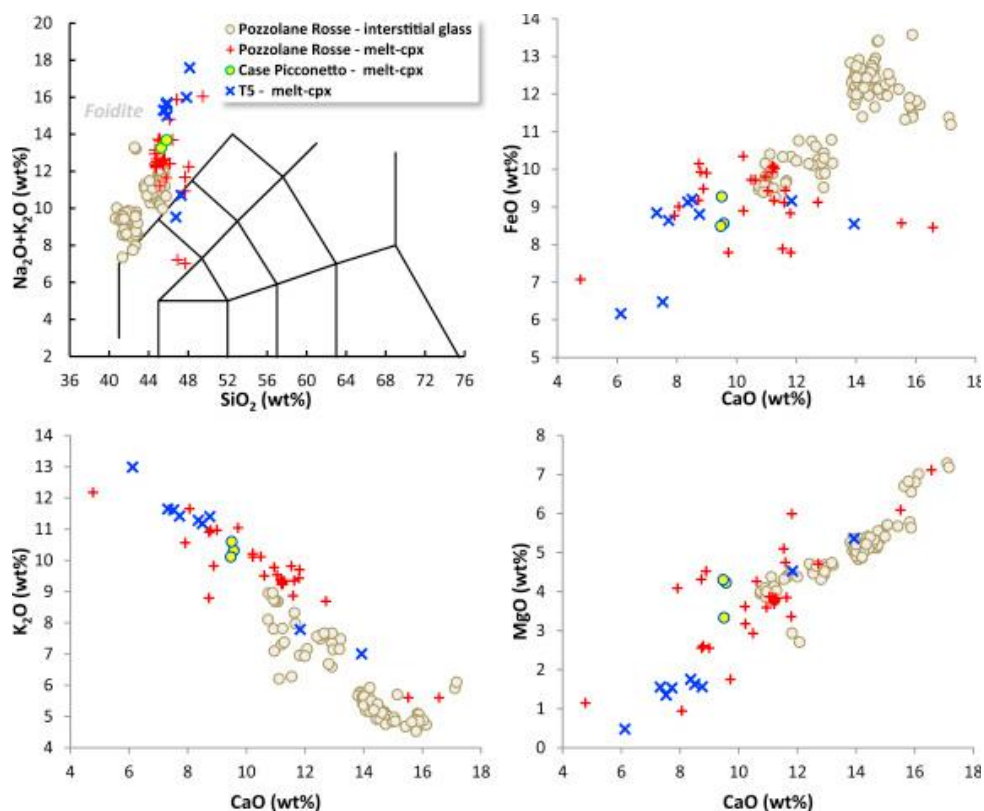 20
18
16
14
12
10
8
6
4
2
Na₂O+K₂O (wt%)
Foidite
Pozzolane Rosse - interstitial glass
Pozzolane Rosse - melt-cpx
Case Picconetto - melt-cpx
T5 - melt-cpx
36 40 44 48 52 56 60 64 68 72 76
SiO₂ (wt%)
14
13
12
11
10
9
8
7
6
5
FeO (wt%)
4 6 8 10 12 14 16 18
CaO (wt%)
14
13
12
11
10
9
8
7
6
5
4
K₂O (wt%)
4 6 8 10 12 14 16 18
CaO (wt%)
8
7
6
5
4
3
2
1
0
MgO (wt%)
4 6 8 10 12 14 16 18
CaO (wt%)